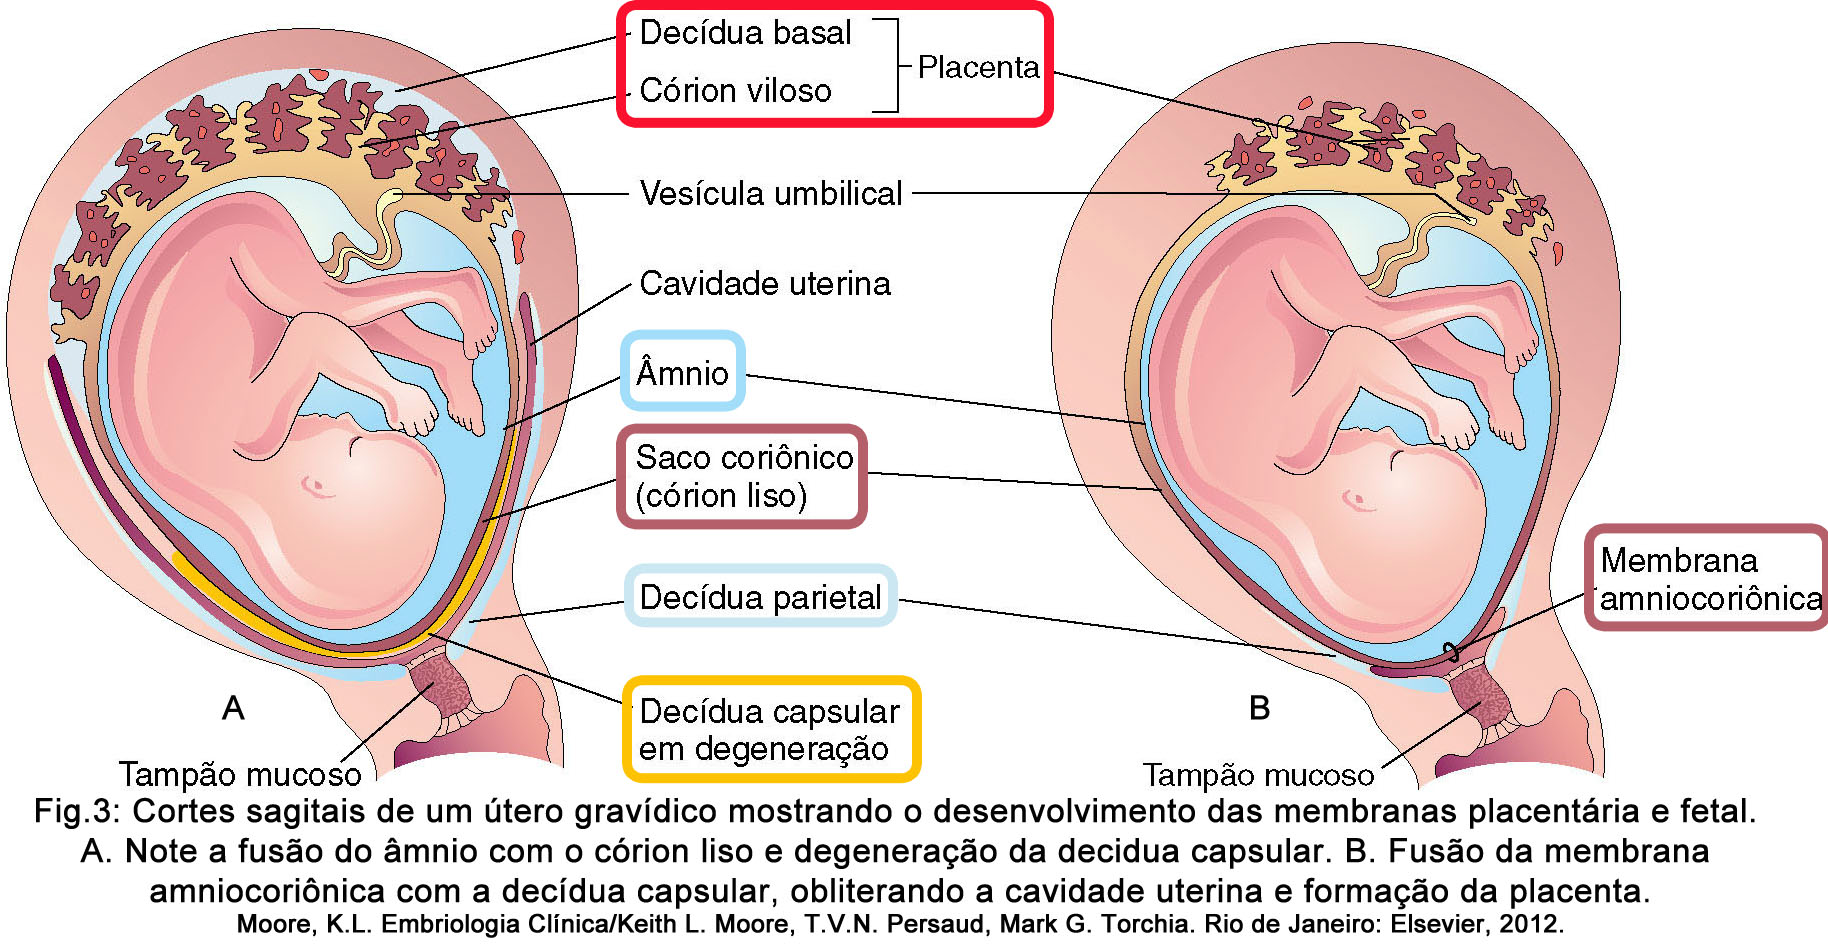 Decídua basal
Córion viloso
Placenta
Vesícula umbilical
Cavidade uterina
Âmnio
Saco coriônico
(córion liso)
Decídua parietal
Membrana
amniocoriônica
Decídua capsular
em degeneração
A
B
Tampão mucoso
Tampão mucoso
Fig.3: Cortes sagitais de um útero gravídico mostrando o desenvolvimento das membranas placentária e fetal.
A. Note a fusão do âmnio com o córion liso e degeneração da decidua capsular. B. Fusão da membrana
amniocoriônica com a decídua capsular, obliterando a cavidade uterina e formação da placenta.
Moore, K.L. Embriologia Clínica/Keith L. Moore, T.V.N. Persaud, Mark G. Torchia. Rio de Janeiro: Elsevier, 2012.